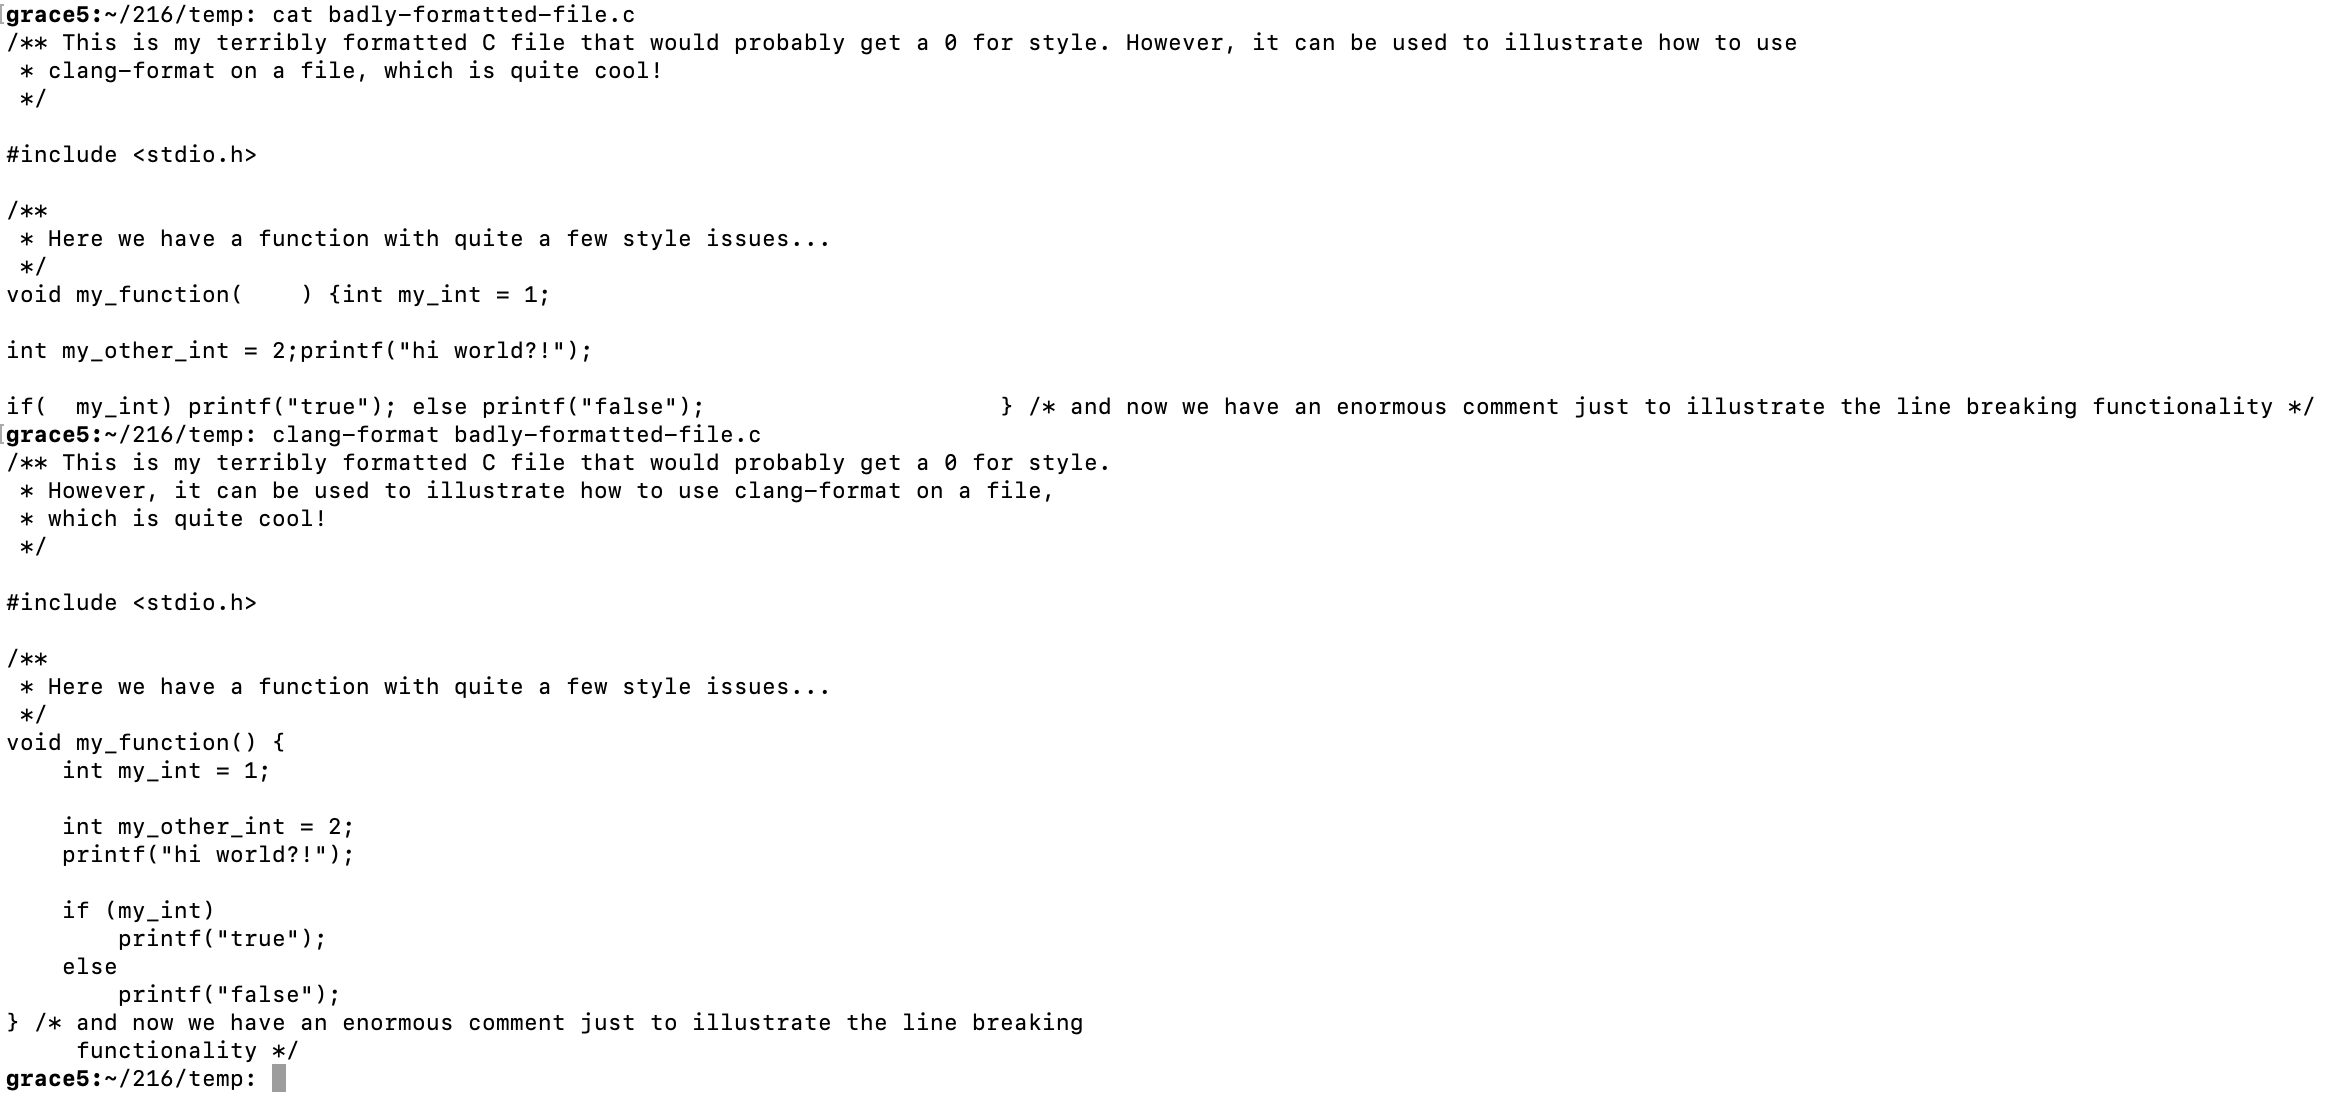 grace5:~/216/temp: cat badly-formatted-file.c
/** This is my terribly formatted C file that would probably get a 0 for style. However, it can be used to illustrate how to use
 * clang-format on a file, which is quite cool!
 */

#include <stdio.h>

/**
 * Here we have a function with quite a few style issues...
 */
void my_function(    ) {int my_int = 1;

int my_other_int = 2;printf("hi world?!");

if(  my_int) printf("true"); else printf("false");                     } /* and now we have an enormous comment just to illustrate the line breaking functionality */
grace5:~/216/temp: clang-format badly-formatted-file.c
/** This is my terribly formatted C file that would probably get a 0 for style.
 * However, it can be used to illustrate how to use clang-format on a file,
 * which is quite cool!
 */

#include <stdio.h>

/**
 * Here we have a function with quite a few style issues...
 */
void my_function() {
    int my_int = 1;

    int my_other_int = 2;
    printf("hi world?!");

    if (my_int)
        printf("true");
    else
        printf("false");
} /* and now we have an enormous comment just to illustrate the line breaking
     functionality */
grace5:~/216/temp: